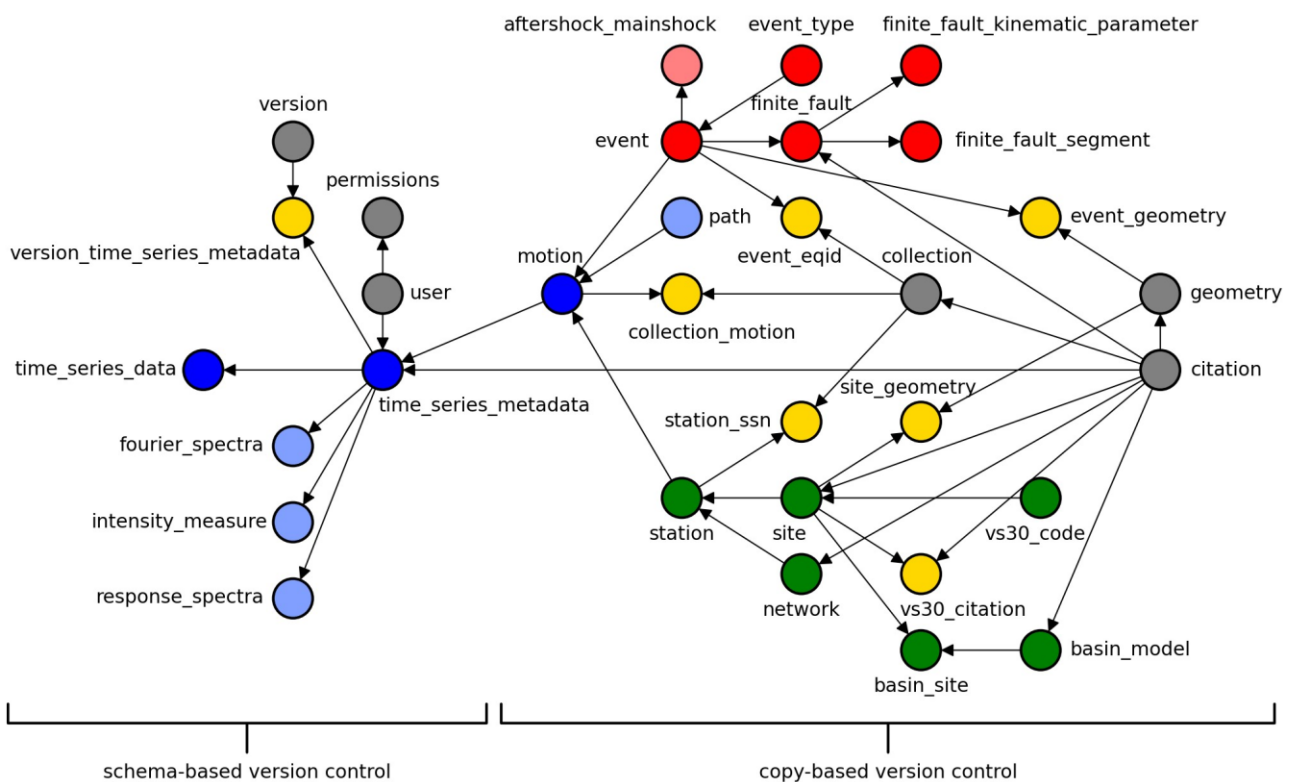 aftershock_mainshock
event_type
finite_fault_kinematic_parameter
version
finite_fault
event
finite_fault_segment
permissions
path
event_geometry
version_time_series_metadata
motion
event_eqid
collection
user
geometry
collection_motion
time_series_data
citation
time_series_metadata
site_geometry
station_ssn
fourier_spectra
intensity_measure
station
site
vs30_code
response_spectra
network
vs30_citation
basin_model
basin_site
schema-based version control
copy-based version control